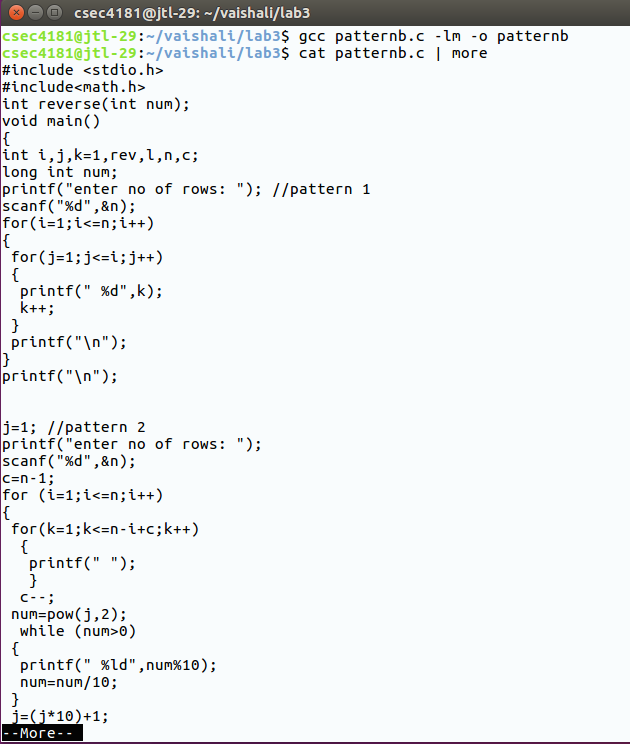 csec4181@jtl-29: ~/vaishali/lab3
csec4181@jtl-29:~/vaishali/lab3$ gcc patternb.c -lm -o patternb
csec4181@jtl-29:~/vaishali/lab3$ cat patternb.c | more
#include <stdio.h>
#include<math.h>
int reverse(int num);
void main()
{
int i,j,k=1,rev,l,n,c;
long int num;
printf("enter no of rows: "); //pattern 1
scanf("%d",&n);
for(i=1;i<=n;i++)
{
 for(j=1;j<=i;j++)
 {
  printf(" %d",k);
  k++;
 }
 printf("\n");
}
printf("\n");
j=1; //pattern 2
printf("enter no of rows: ");
scanf("%d",&n);
c=n-1;
for (i=1;i<=n;i++)
{
 for(k=1;k<=n-i+c;k++)
  {
   printf(" ");
   }
  c--;
 num=pow(j,2);
  while (num>0)
 {
  printf(" %ld",num%10);
  num=num/10;
 }
 j=(j*10)+1;
--More--